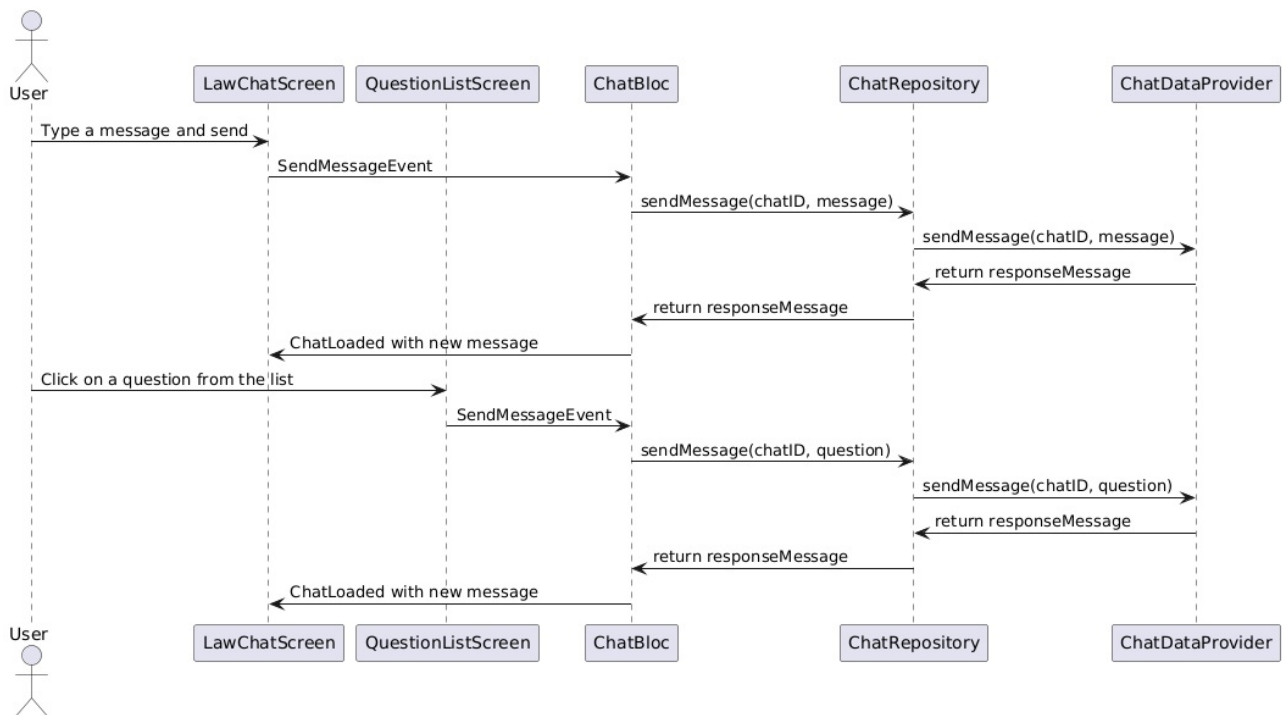 User
LawChatScreen
QuestionListScreen
ChatBloc
ChatRepository
ChatDataProvider
Type a message and send
SendMessageEvent
sendMessage(chatID, message)
sendMessage(chatID, message)
return responseMessage
return responseMessage
ChatLoaded with new message
Click on a question from the list
SendMessageEvent
sendMessage(chatID, question)
sendMessage(chatID, question)
return responseMessage
return responseMessage
ChatLoaded with new message
User
LawChatScreen
QuestionListScreen
ChatBloc
ChatRepository
ChatDataProvider